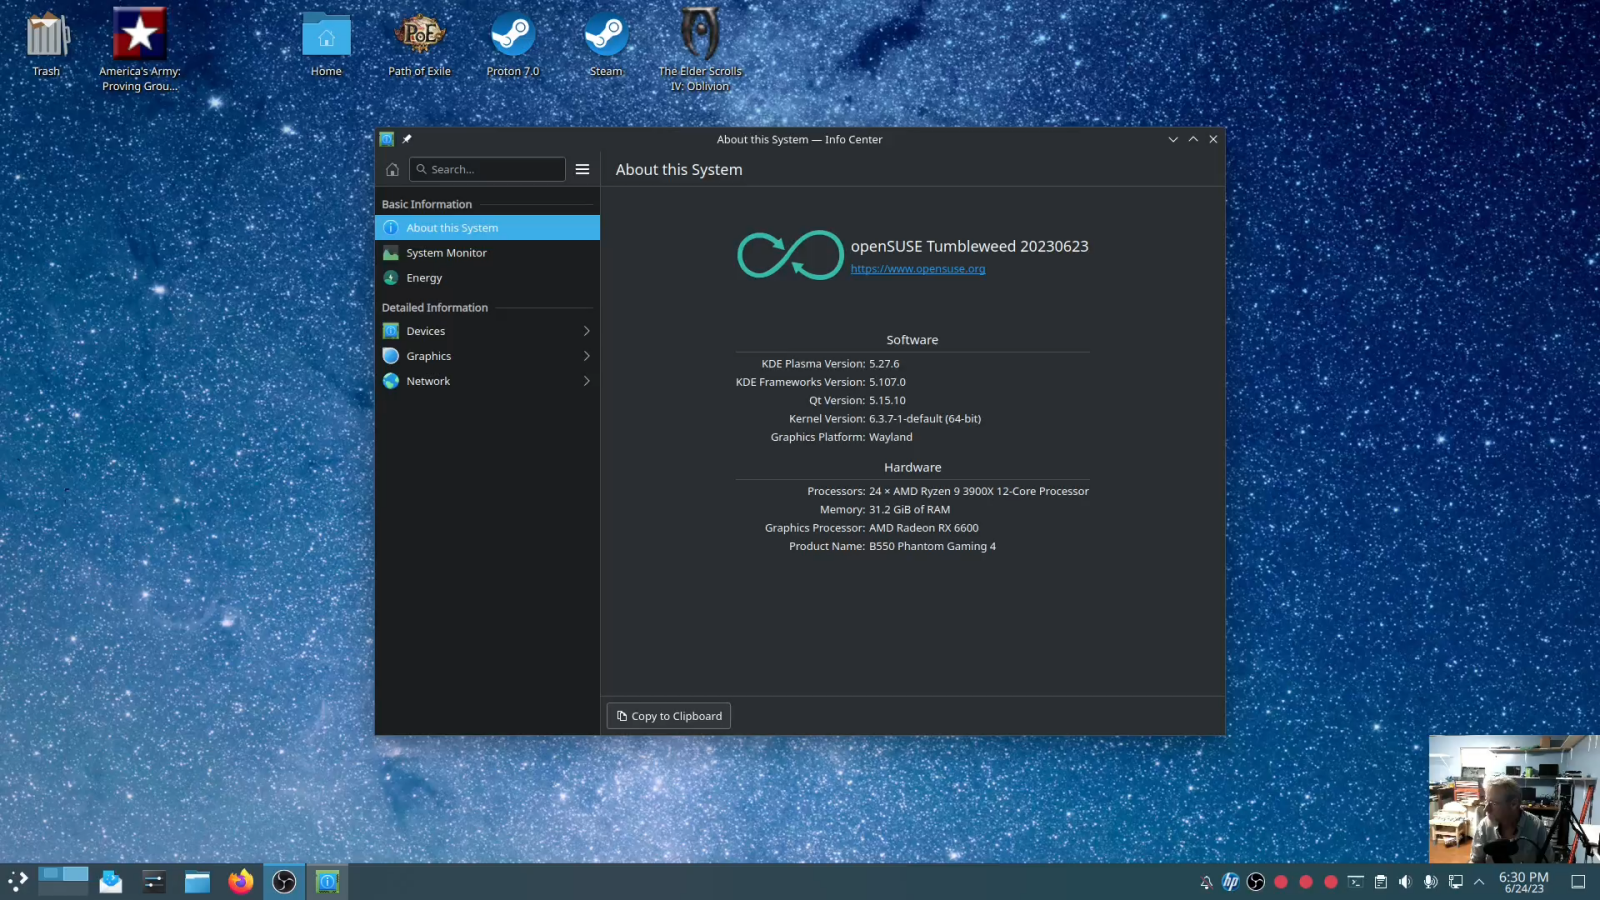 Trash
America's Army:
Proving Grou...
Home
Path of Exile
Proton 7.0
Steam
The Elder Scrolls
IV: Oblivion
PoE
About this System — Info Center
Search...
About this System
Basic Information
About this System
System Monitor
Energy
Detailed Information
Devices
Graphics
Network
openSUSE Tumbleweed 20230623
https://www.opensuse.org
Software
KDE Plasma Version: 5.27.6
KDE Frameworks Version: 5.107.0
Qt Version: 5.15.10
Kernel Version: 6.3.7-1-default (64-bit)
Graphics Platform: Wayland
Hardware
Processors: 24 × AMD Ryzen 9 3900X 12-Core Processor
Memory: 31.2 GiB of RAM
Graphics Processor: AMD Radeon RX 6600
Product Name: B550 Phantom Gaming 4
Copy to Clipboard
hp
6:30 PM
6/24/23